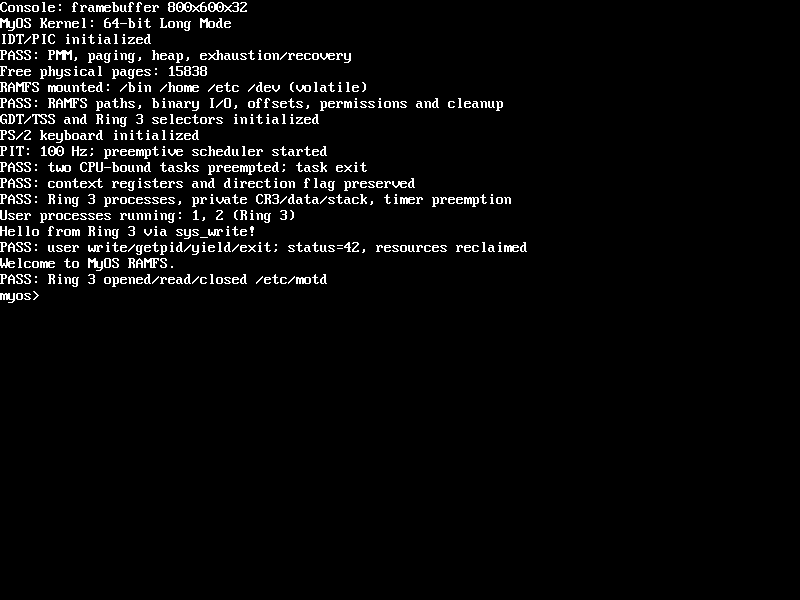 Console: framebuffer 800x600x32
MyOS Kernel: 64-bit Long Mode
IDT/PIC initialized
PASS: PMM, paging, heap, exhaustion/recovery
Free physical pages: 15838
RAMFS mounted: /bin /home /etc /dev (volatile)
PASS: RAMFS paths, binary I/O, offsets, permissions and cleanup
GDT/TSS and Ring 3 selectors initialized
PS/2 keyboard initialized
PIT: 100 Hz; preemptive scheduler started
PASS: two CPU-bound tasks preempted; task exit
PASS: context registers and direction flag preserved
PASS: Ring 3 processes, private CR3/data/stack, timer preemption
User processes running: 1, 2 (Ring 3)
Hello from Ring 3 via sys_write!
PASS: user write/getpid/yield/exit; status=42, resources reclaimed
Welcome to MyOS RAMFS.
PASS: Ring 3 opened/read/closed /etc/motd
myos>